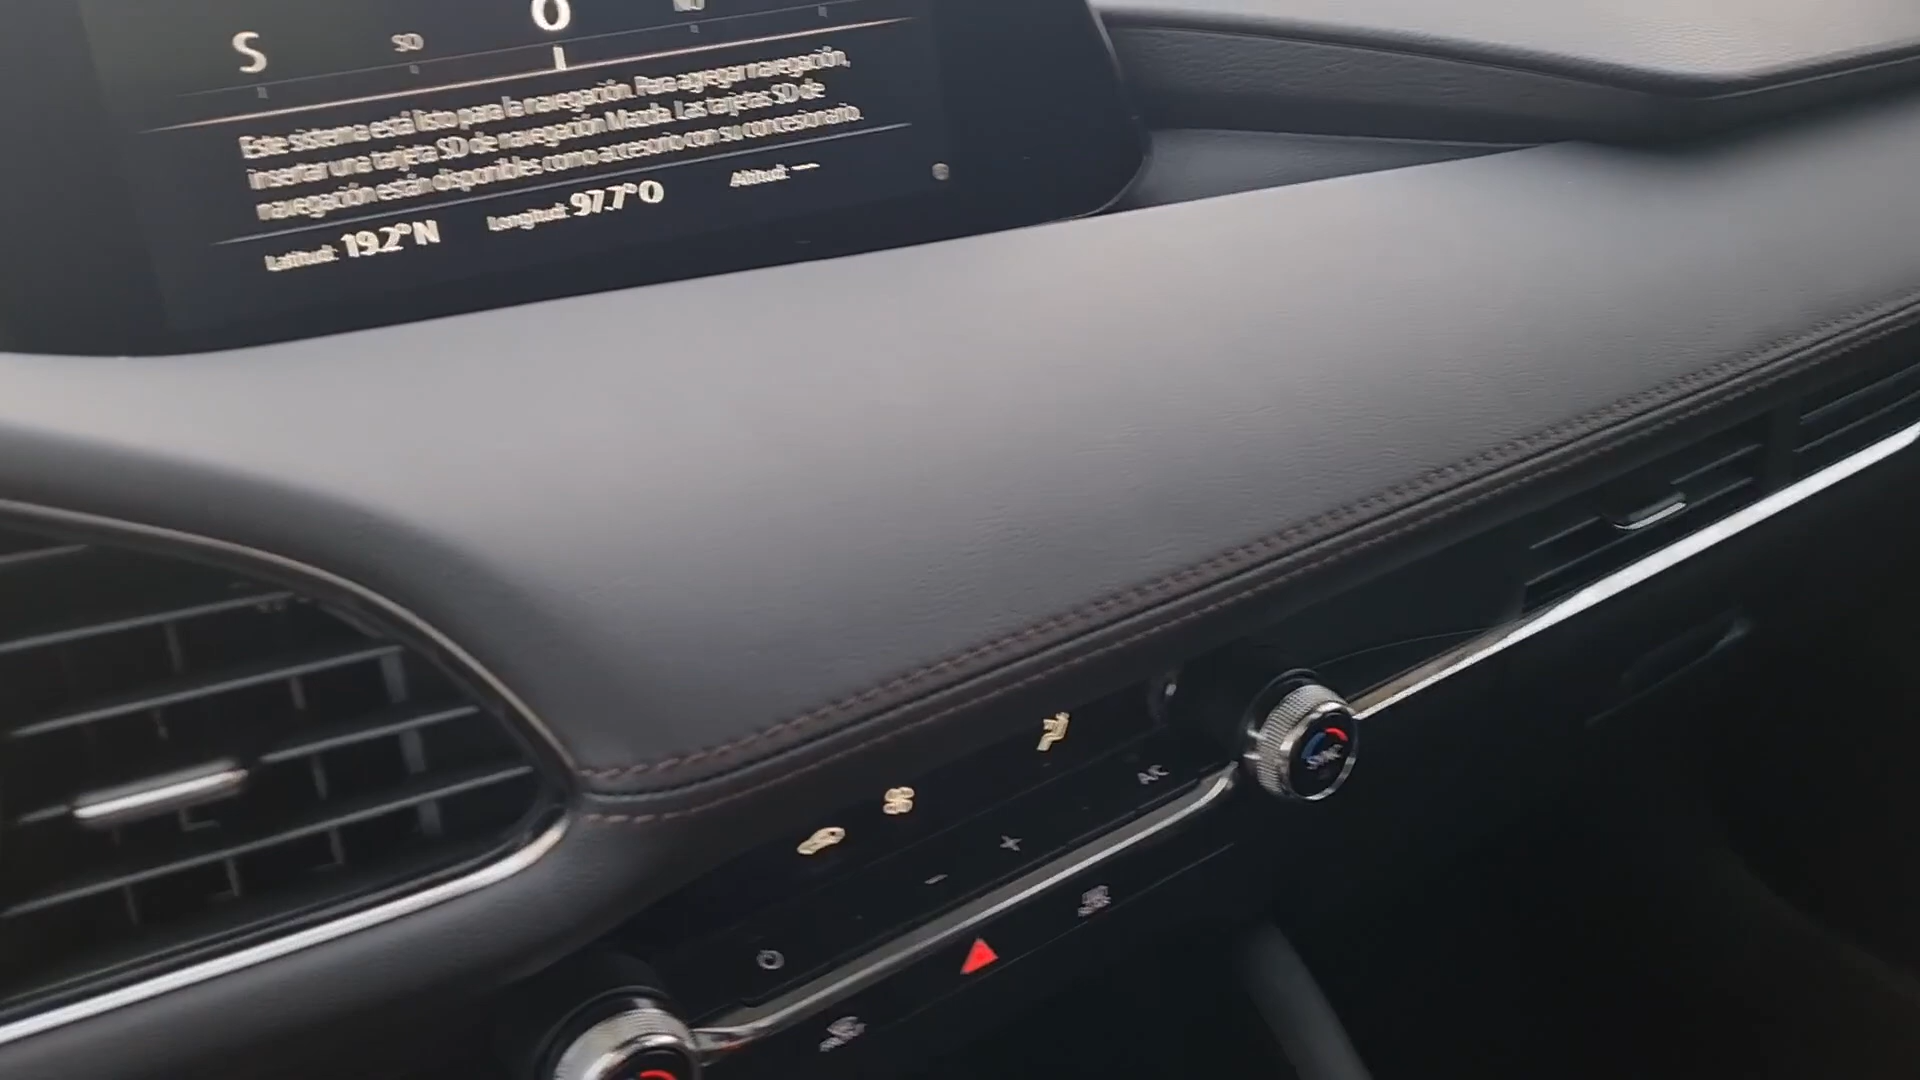 S SO O NO
Este sistema está listo para la navegación. Para agregar navegación,
insertar una tarjeta SD de navegación Mazda. Las tarjetas SD de
navegación están disponibles como accesorio con su concesionario.
Latitud: 19.2° N Longitud: 97.7° O Altitud: ---
A/C
SYNC